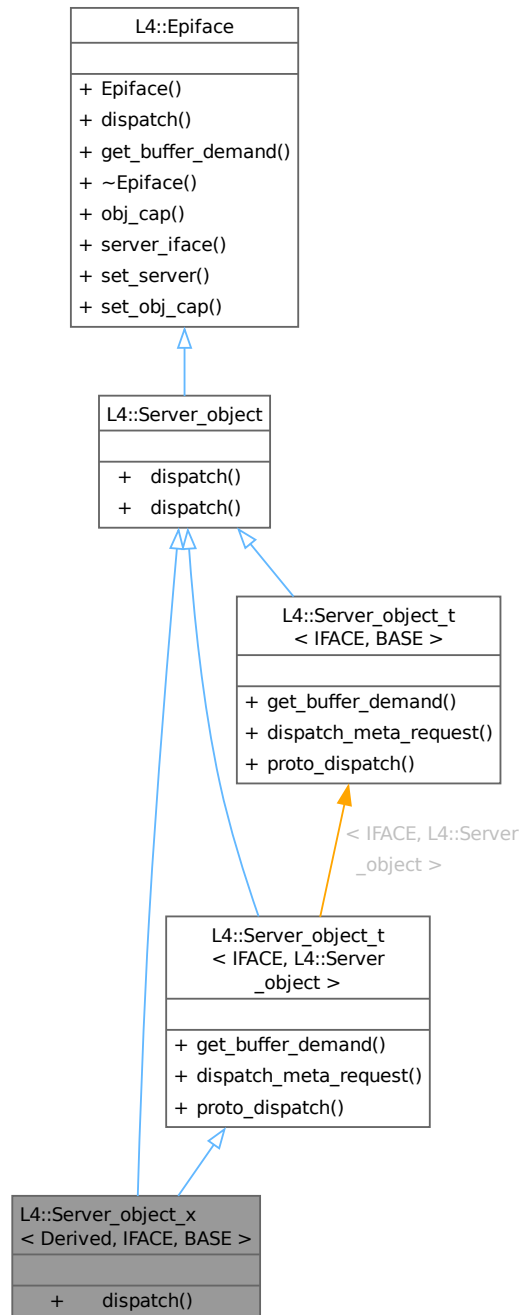 L4::Epiface
+ Epiface()
+ dispatch()
+ get_buffer_demand()
+ ~Epiface()
+ obj_cap()
+ server_iface()
+ set_server()
+ set_obj_cap()
L4::Server_object
+ dispatch()
+ dispatch()
L4::Server_object_t
< IFACE, BASE >
+ get_buffer_demand()
+ dispatch_meta_request()
+ proto_dispatch()
< IFACE, L4::Server
_object >
L4::Server_object_t
< IFACE, L4::Server
_object >
+ get_buffer_demand()
+ dispatch_meta_request()
+ proto_dispatch()
L4::Server_object_x
< Derived, IFACE, BASE >
+ dispatch()